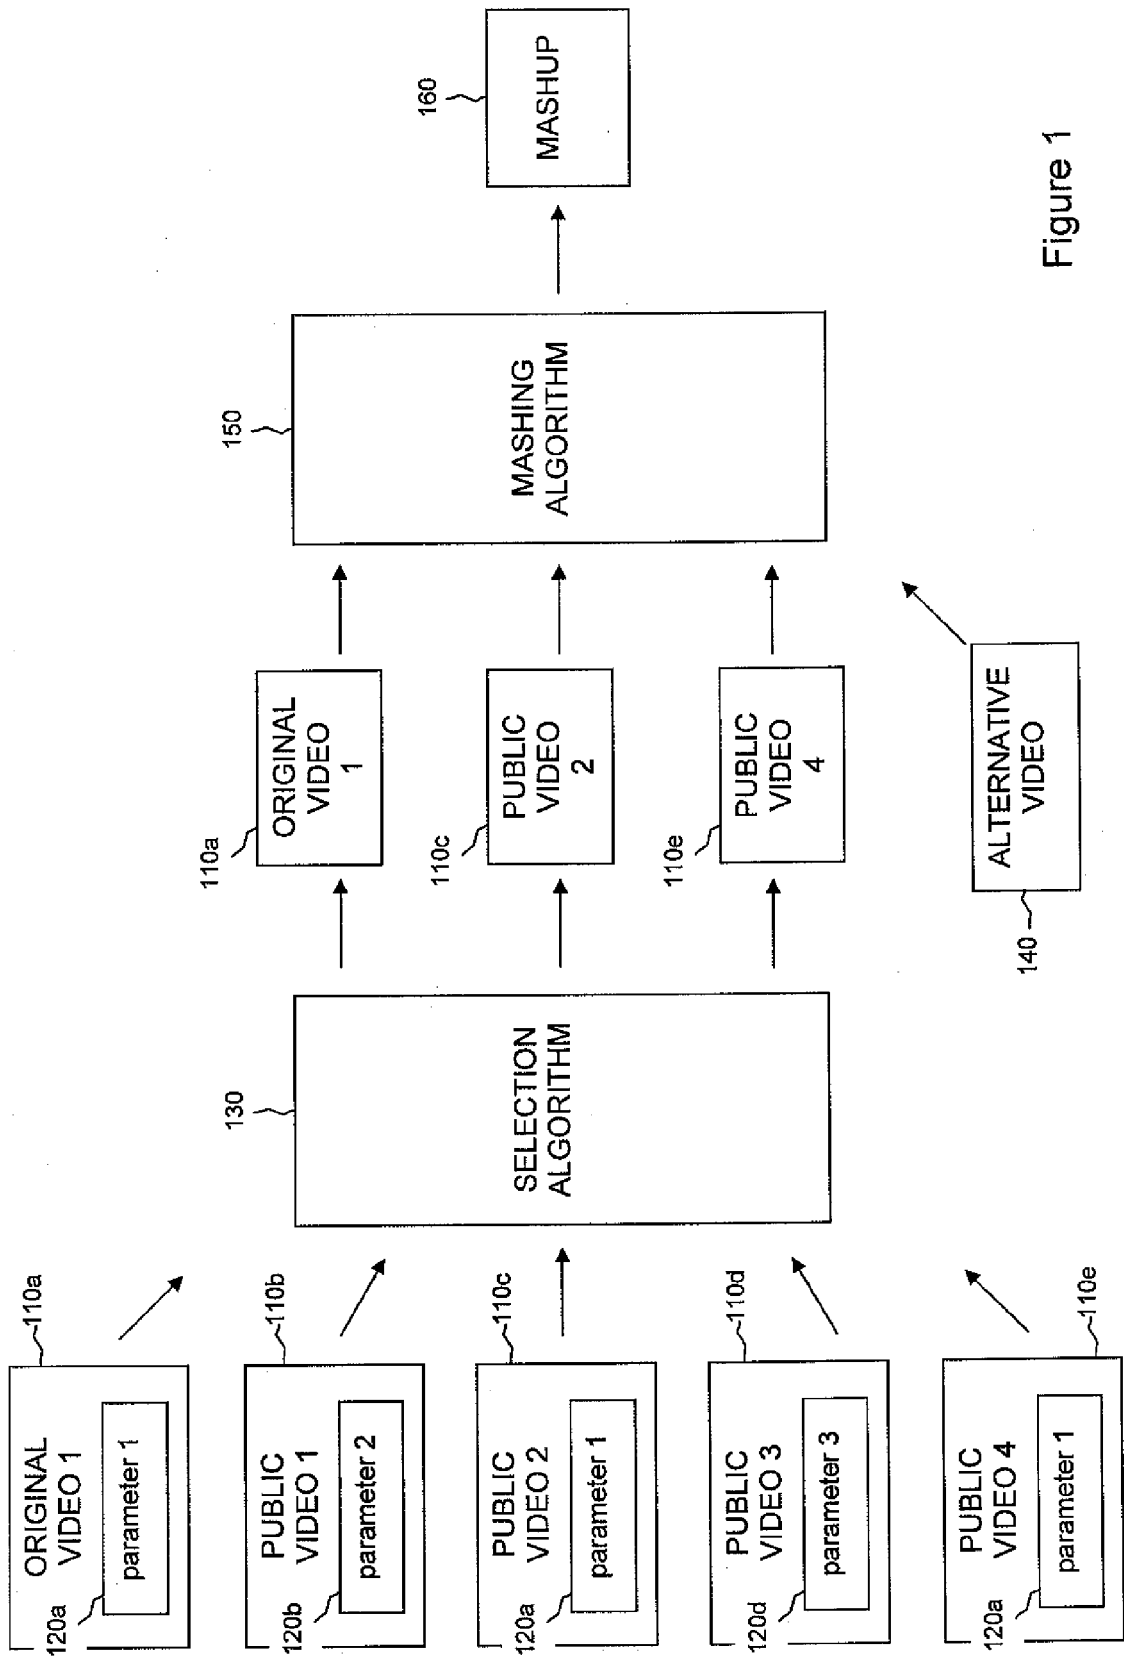 110a
ORIGINAL
VIDEO 1
parameter 1
120a
110b
PUBLIC
VIDEO 1
parameter 2
120b
110c
PUBLIC
VIDEO 2
parameter 1
120a
110d
PUBLIC
VIDEO 3
parameter 3
120d
110e
PUBLIC
VIDEO 4
parameter 1
120a
130
SELECTION
ALGORITHM
110a
ORIGINAL
VIDEO
1
110c
PUBLIC
VIDEO
2
110e
PUBLIC
VIDEO
4
140
ALTERNATIVE
VIDEO
150
MASHING
ALGORITHM
160
MASHUP
Figure 1